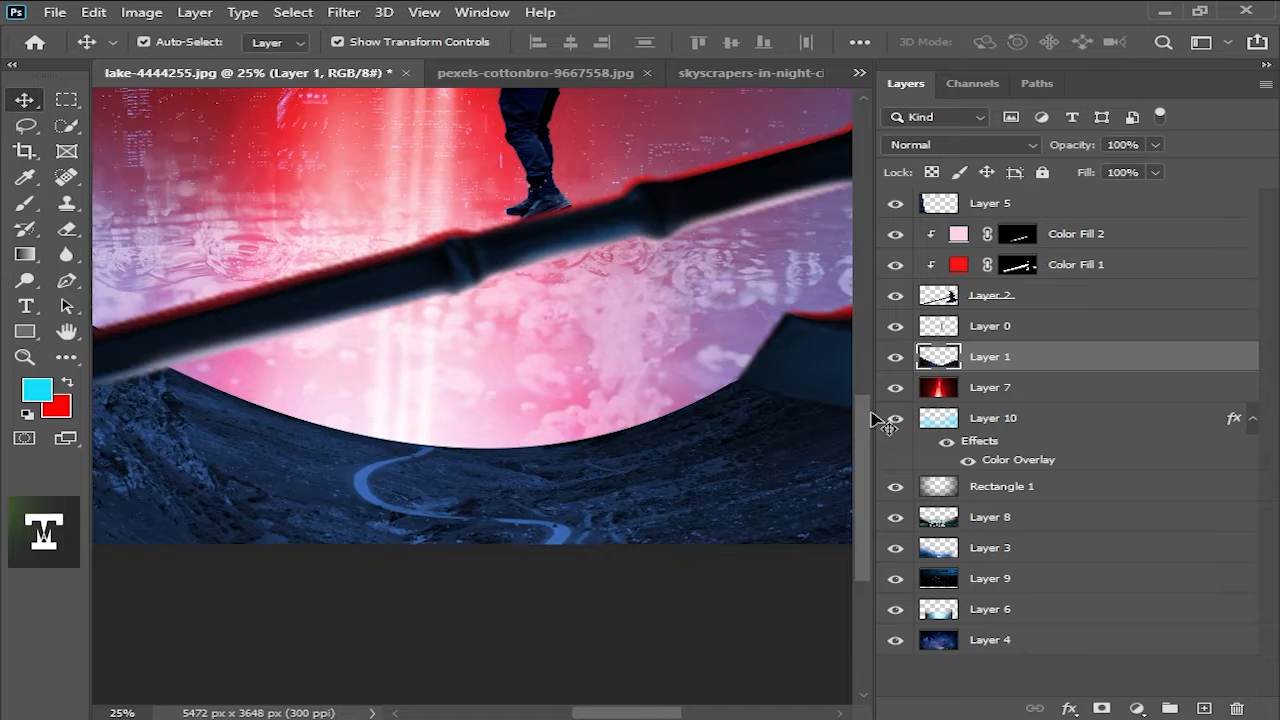 Ps File Edit Image Layer Type Select Filter 3D View Window Help
Auto-Select: Layer Show Transform Controls 3D Mode:
lake-4444255.jpg @ 25% (Layer 1, RGB/8#) * pexels-cottonbro-9667558.jpg skyscrapers-in-night-c
Layers Channels Paths
Kind
Normal Opacity: 100%
Lock: Fill: 100%
Layer 5
Color Fill 2
Color Fill 1
Layer 2
Layer 0
Layer 1
Layer 7
Layer 10 fx
Effects
Color Overlay
Rectangle 1
Layer 8
Layer 3
Layer 9
Layer 6
Layer 4
25% 5472 px x 3648 px (300 ppi)
fx